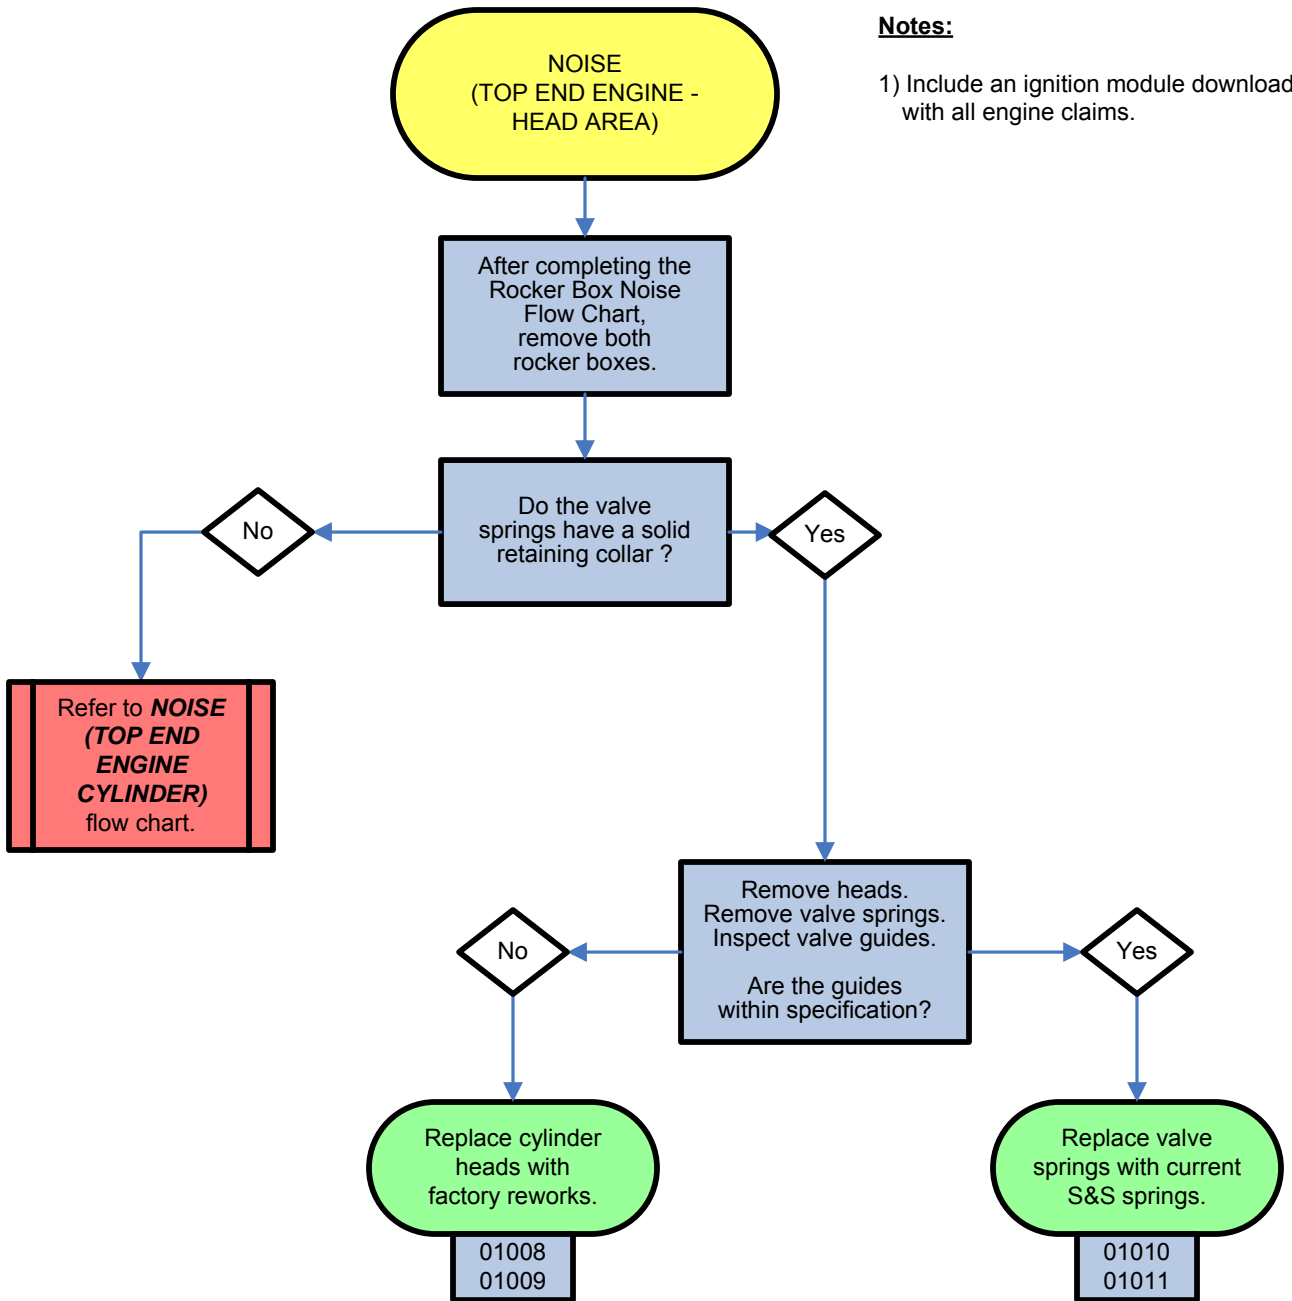 NOISE
(TOP END ENGINE -
HEAD AREA)
Notes:
1) Include an ignition module download
with all engine claims.
After completing the
Rocker Box Noise
Flow Chart,
remove both
rocker boxes.
Do the valve
springs have a solid
retaining collar ?
No
Yes
Refer to NOISE
(TOP END
ENGINE
CYLINDER)
flow chart.
Remove heads.
Remove valve springs.
Inspect valve guides.
Are the guides
within specification?
No
Yes
Replace cylinder
heads with
factory reworks.
01008
01009
Replace valve
springs with current
S&S springs.
01010
01011